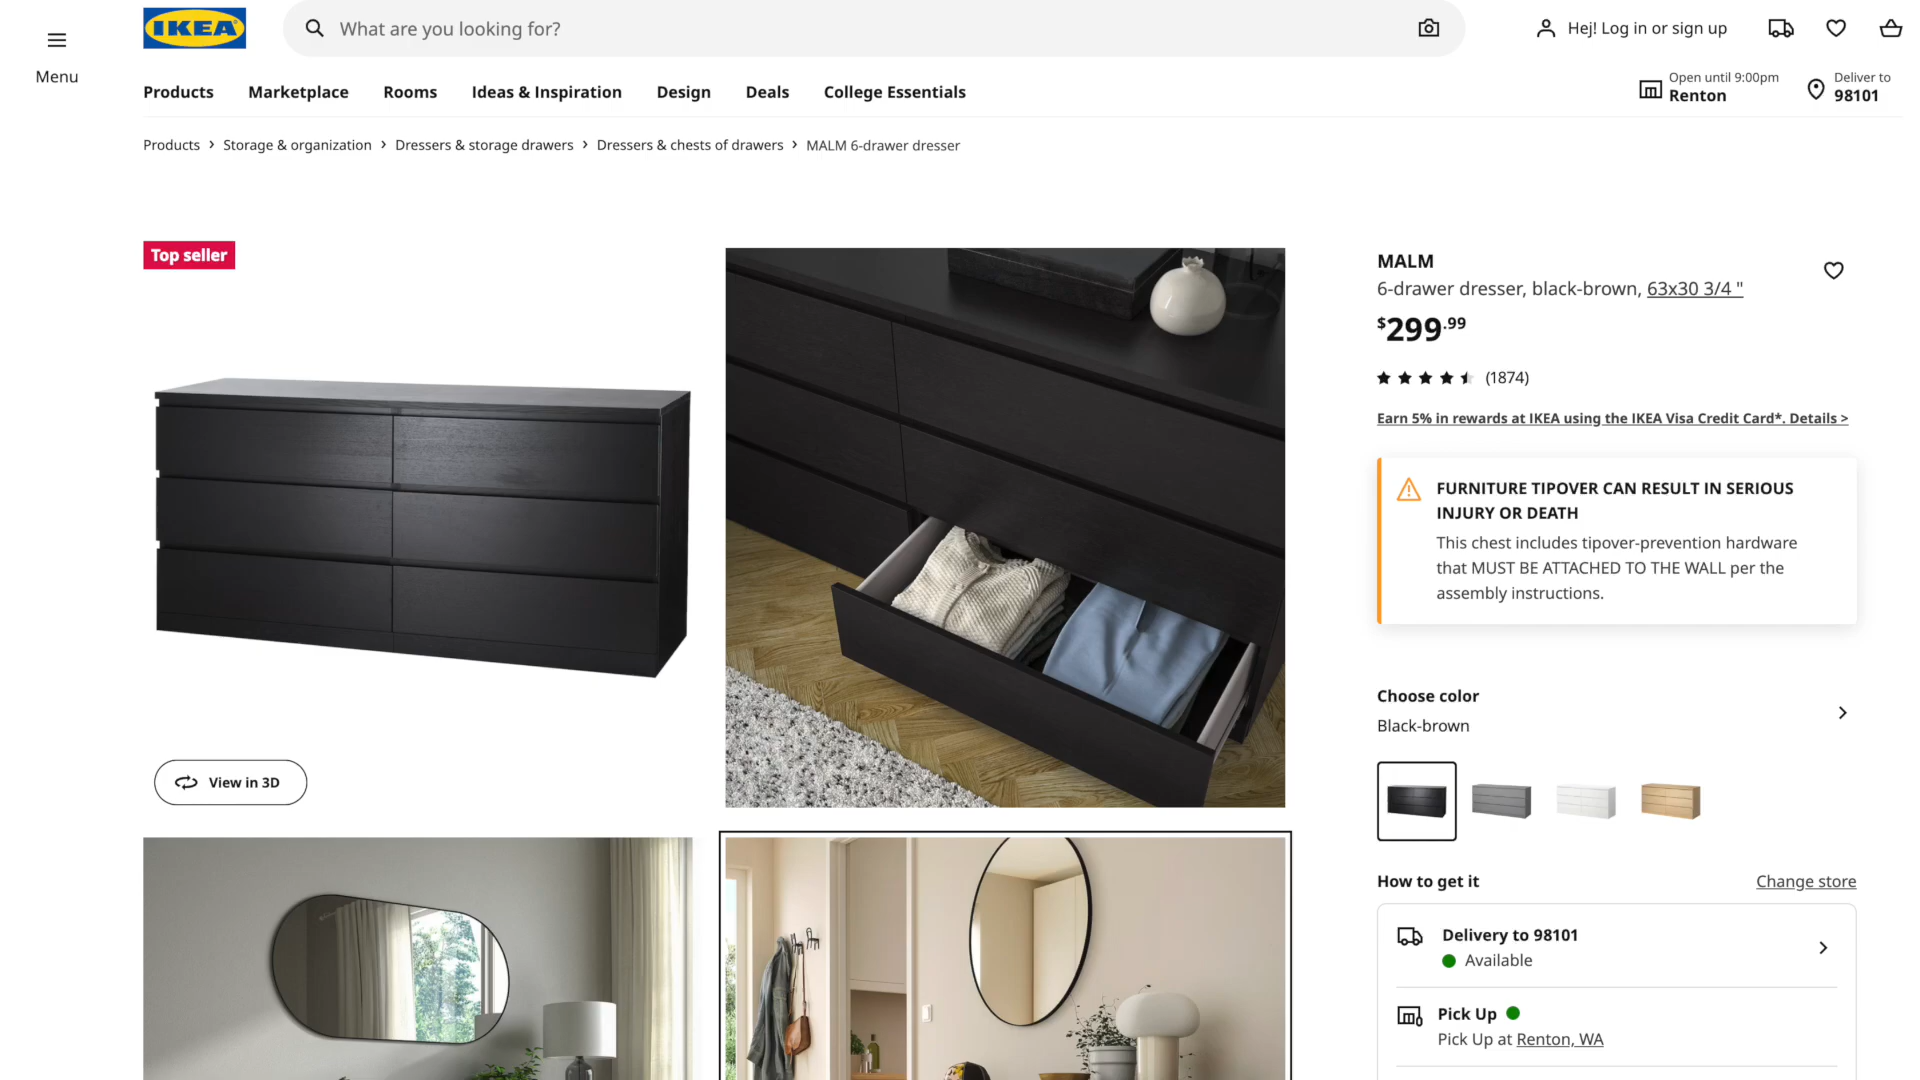 Menu
IKEA
What are you looking for?
Hej! Log in or sign up
Products
Marketplace
Rooms
Ideas & Inspiration
Design
Deals
College Essentials
Open until 9:00pm
Renton
Deliver to
98101
Products > Storage & organization > Dressers & storage drawers > Dressers & chests of drawers > MALM 6-drawer dresser
Top seller
View in 3D
MALM
6-drawer dresser, black-brown, 63x30 3/4 "
$299.99
(1874)
Earn 5% in rewards at IKEA using the IKEA Visa Credit Card*. Details >
FURNITURE TIPOVER CAN RESULT IN SERIOUS
INJURY OR DEATH
This chest includes tipover-prevention hardware
that MUST BE ATTACHED TO THE WALL per the
assembly instructions.
Choose color
Black-brown
How to get it
Change store
Delivery to 98101
Available
Pick Up
Pick Up at Renton, WA